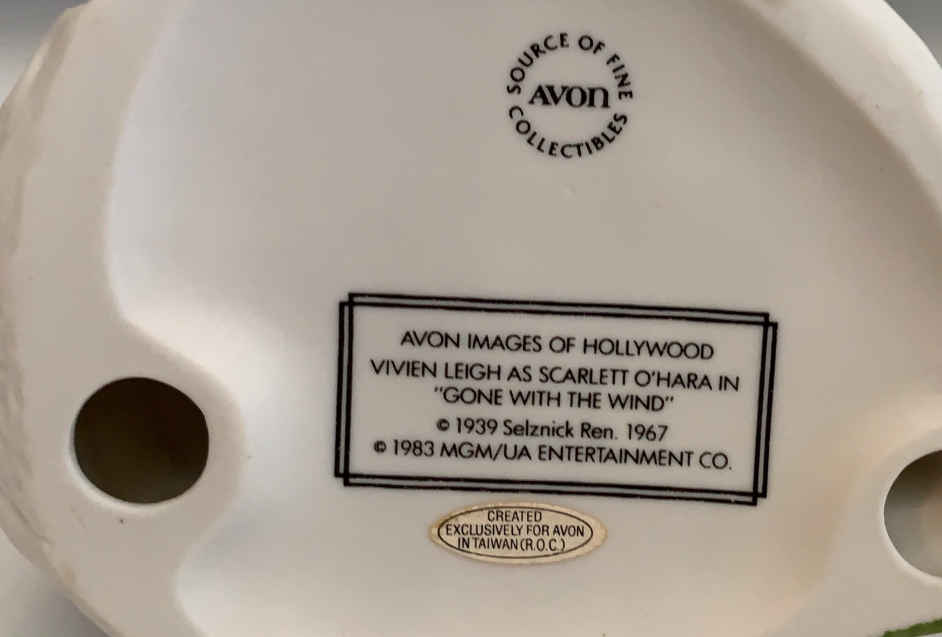 SOURCE OF FINE
AVON
COLLECTIBLES
AVON IMAGES OF HOLLYWOOD
VIVIEN LEIGH AS SCARLETT O'HARA IN
"GONE WITH THE WIND"
© 1939 Selznick Ren. 1967
© 1983 MGM/UA ENTERTAINMENT CO.
CREATED
EXCLUSIVELY FOR AVON
IN TAIWAN (R.O.C.)